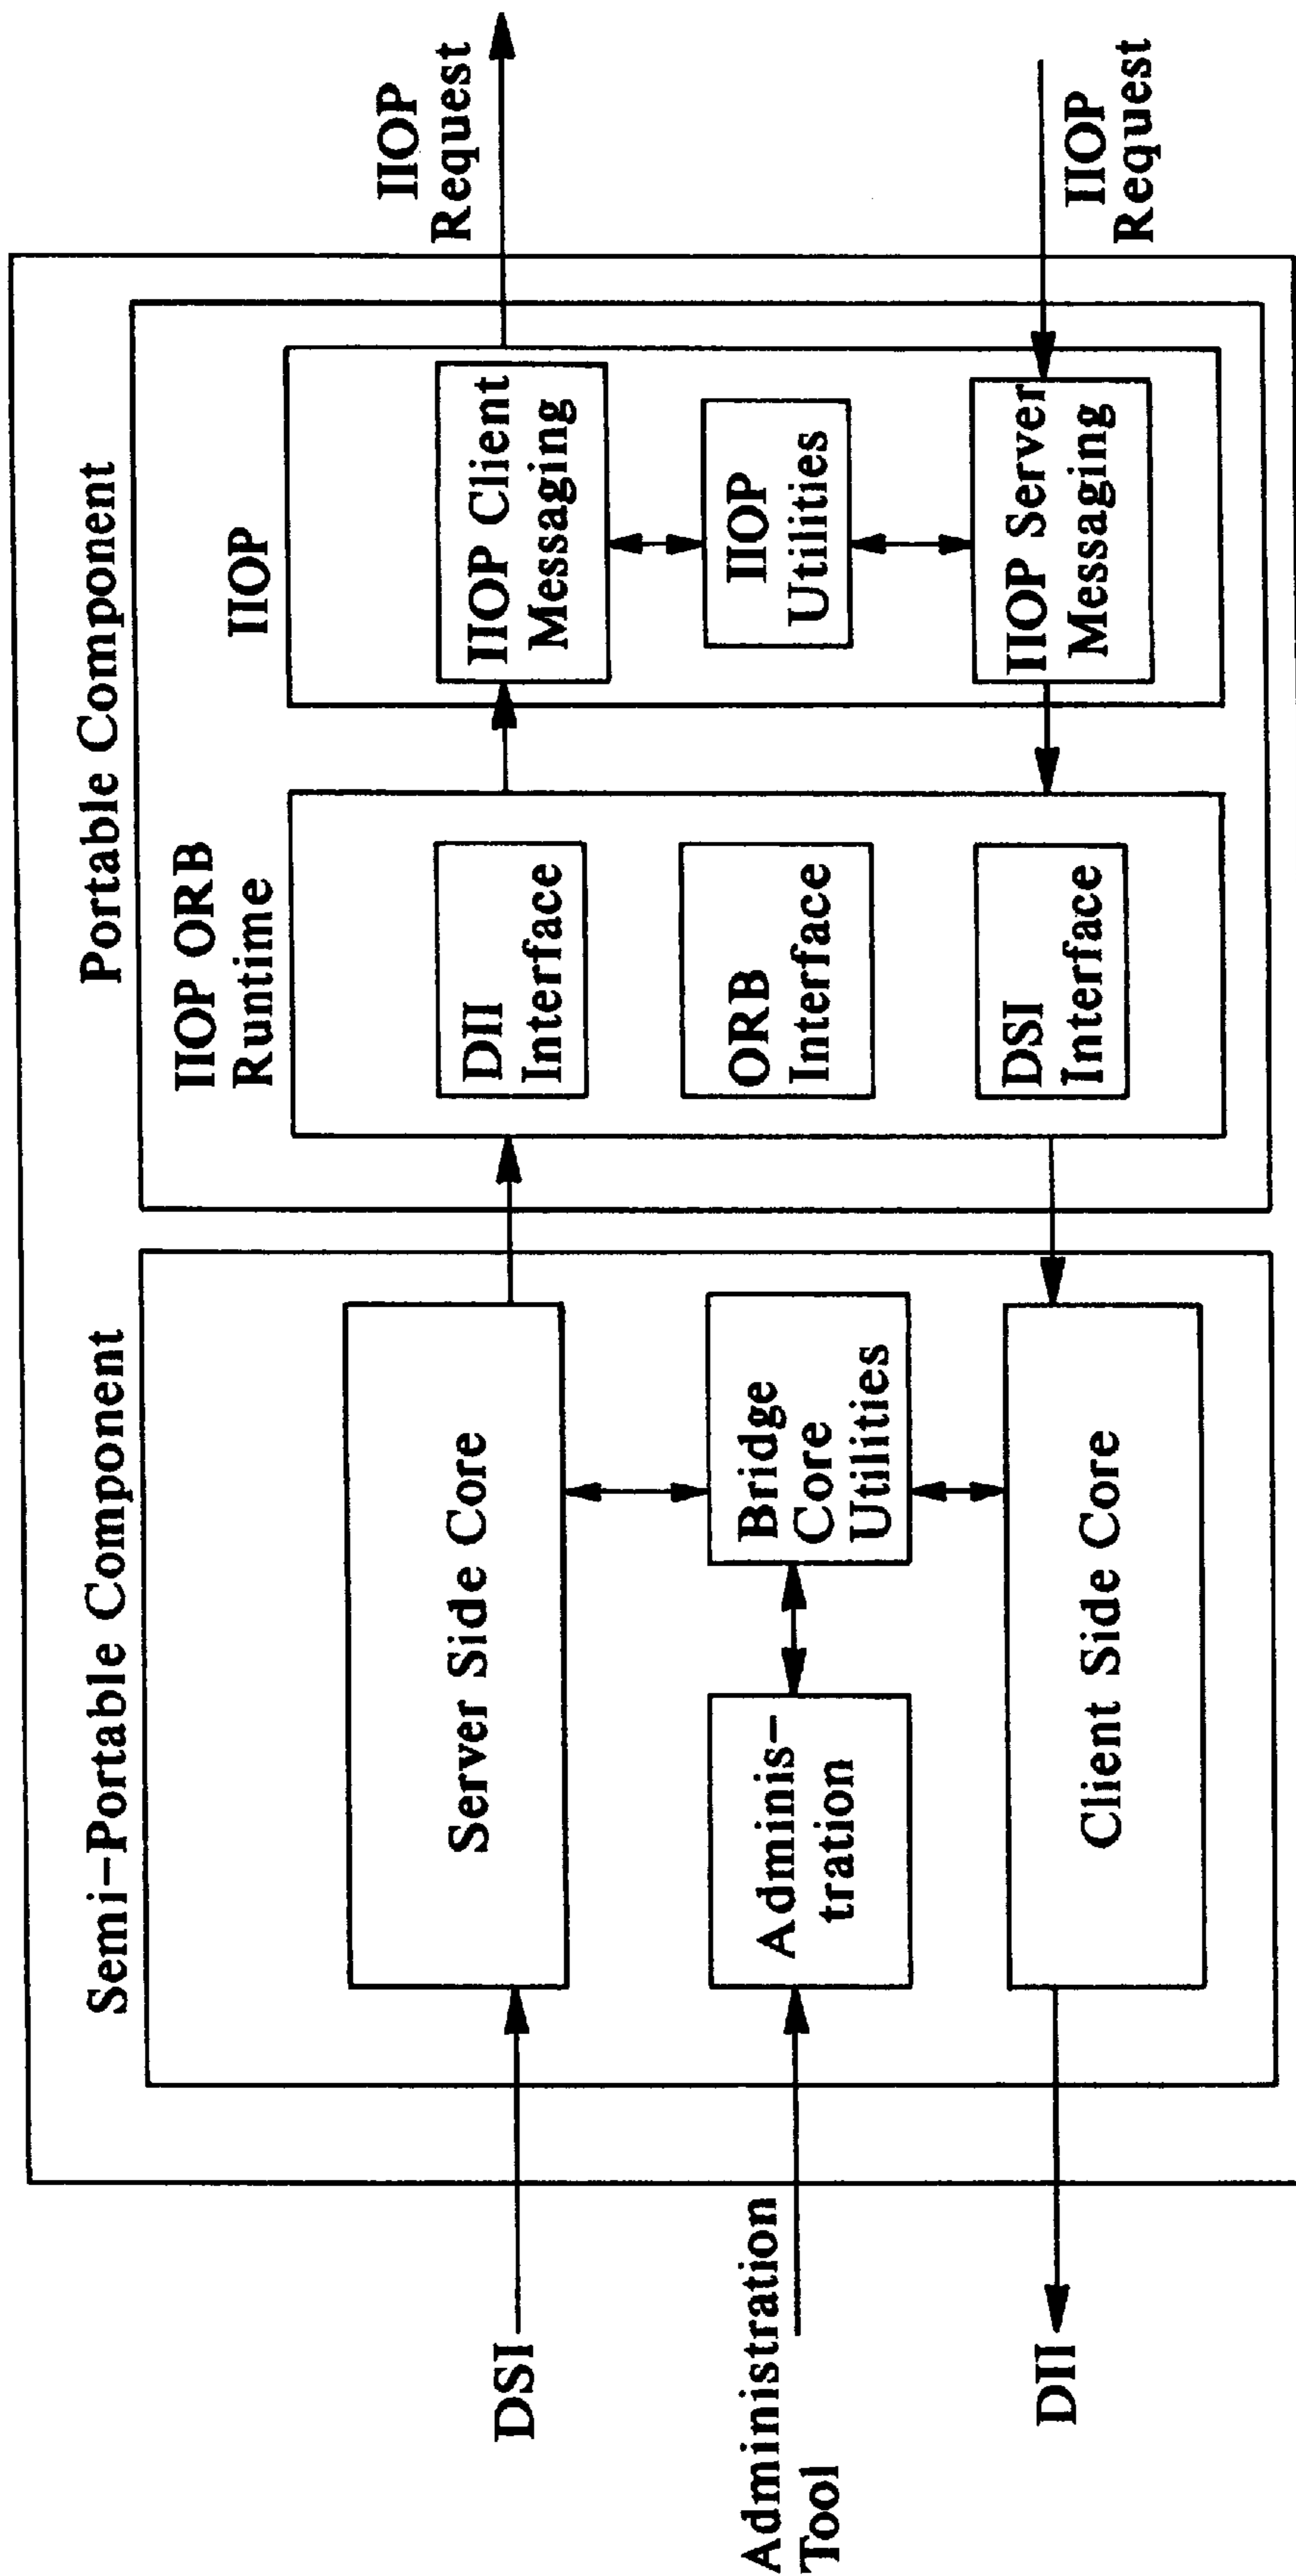 Semi-Portable Component
Portable Component
IIOP ORB
Runtime
IIOP
DSI
Server Side Core
DII
Interface
IIOP Client
Messaging
IIOP
Request
Administration
Tool
Adminis-
tration
Bridge
Core
Utilities
ORB
Interface
IIOP
Utilities
DII
Client Side Core
DSI
Interface
IIOP Server
Messaging
IIOP
Request